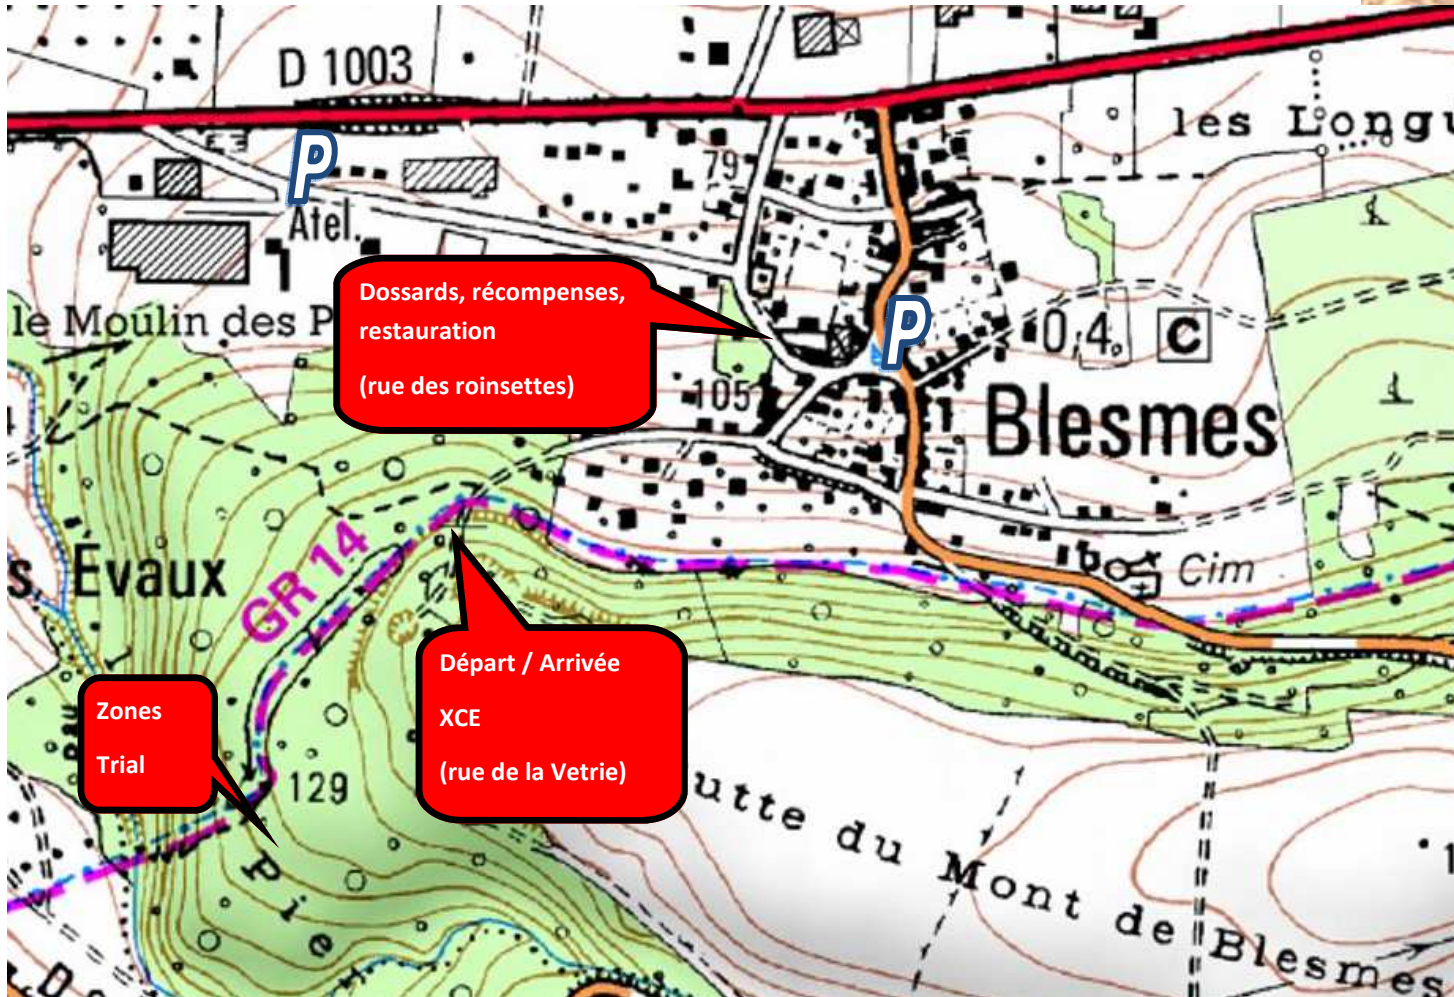 D 1003
les Longu
P
79
Atel.
Dossards, récompenses,
restauration
(rue des roinsettes)
le Moulin des P
P
0,4
C
105
Blesmes
GR 14
s Évaux
Cim
Zones
Trial
Départ / Arrivée
XCE
(rue de la Vetrie)
129
utte du Mont de Blesmes
Pier